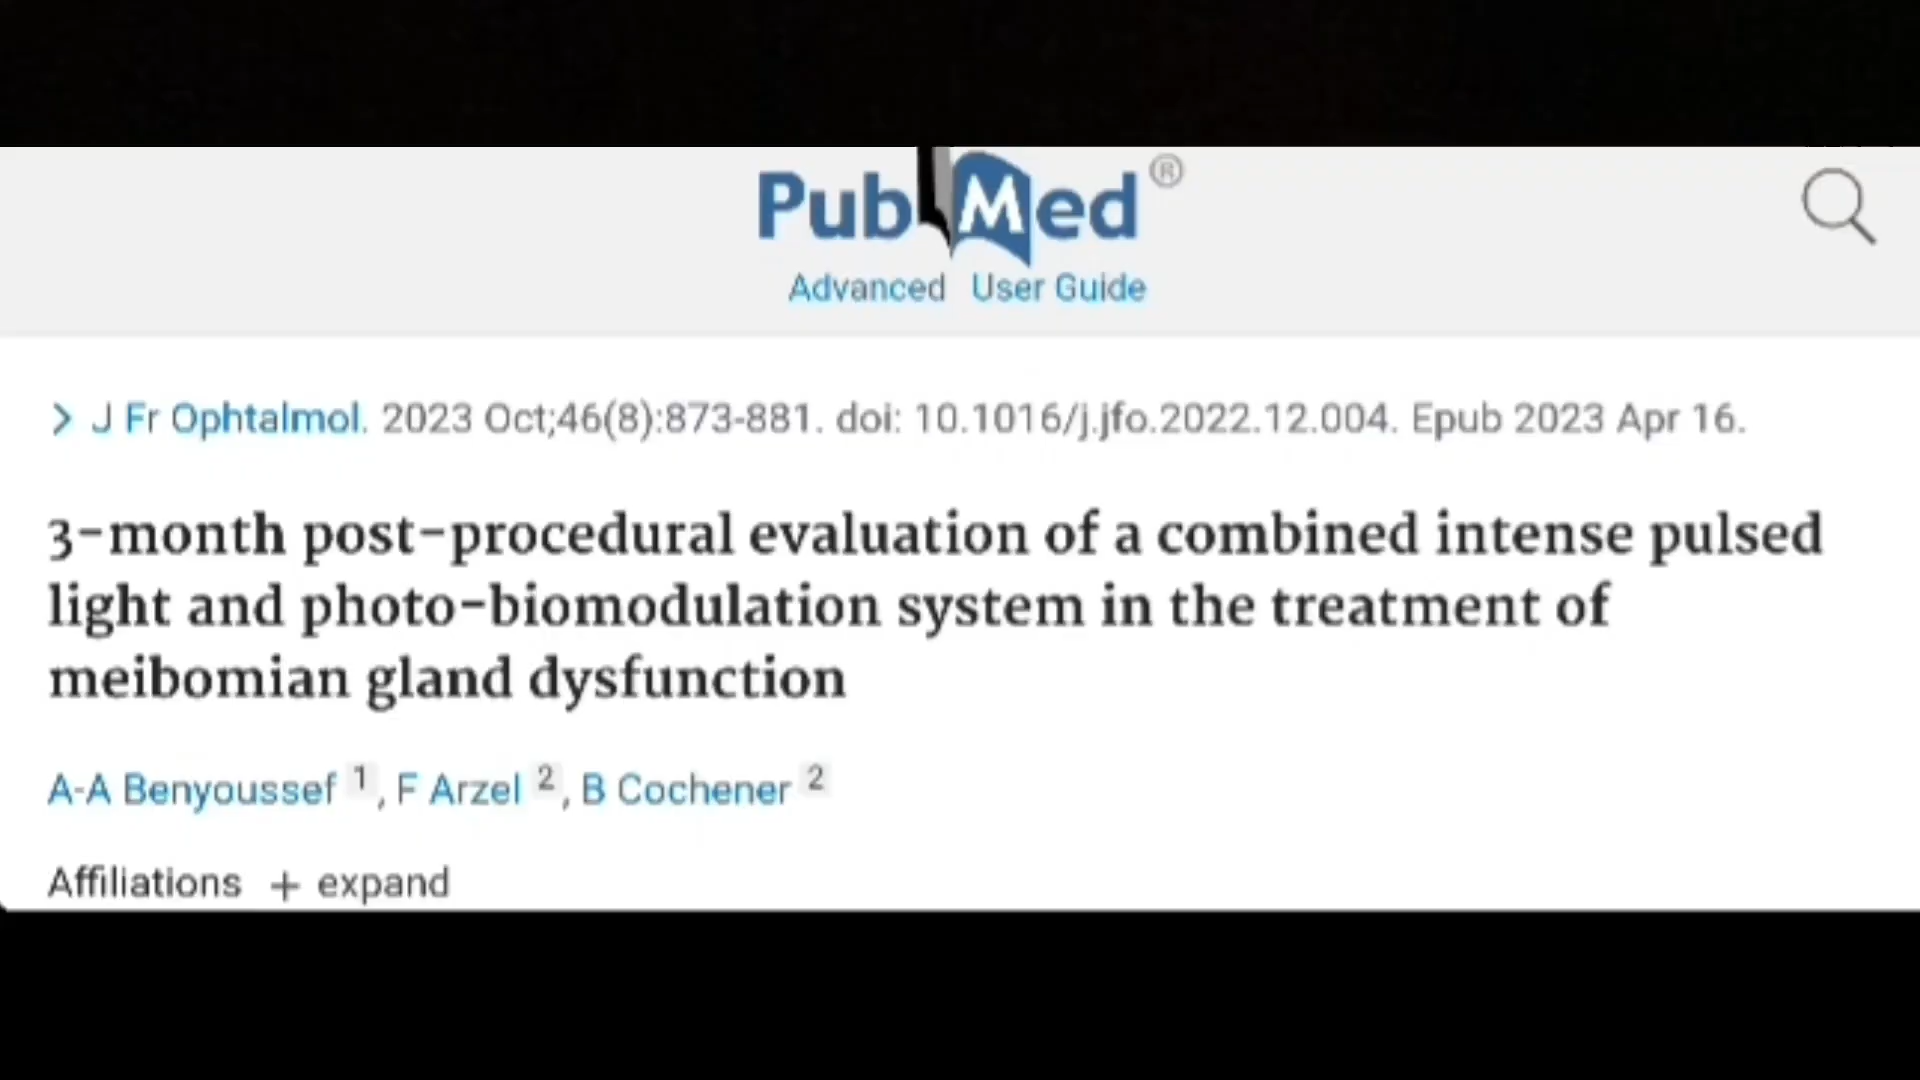 PubMed®
Advanced User Guide
> J Fr Ophtalmol. 2023 Oct;46(8):873-881. doi: 10.1016/j.jfo.2022.12.004. Epub 2023 Apr 16.
3-month post-procedural evaluation of a combined intense pulsed
light and photo-biomodulation system in the treatment of
meibomian gland dysfunction
A-A Benyoussef 1, F Arzel 2, B Cochener 2
Affiliations + expand